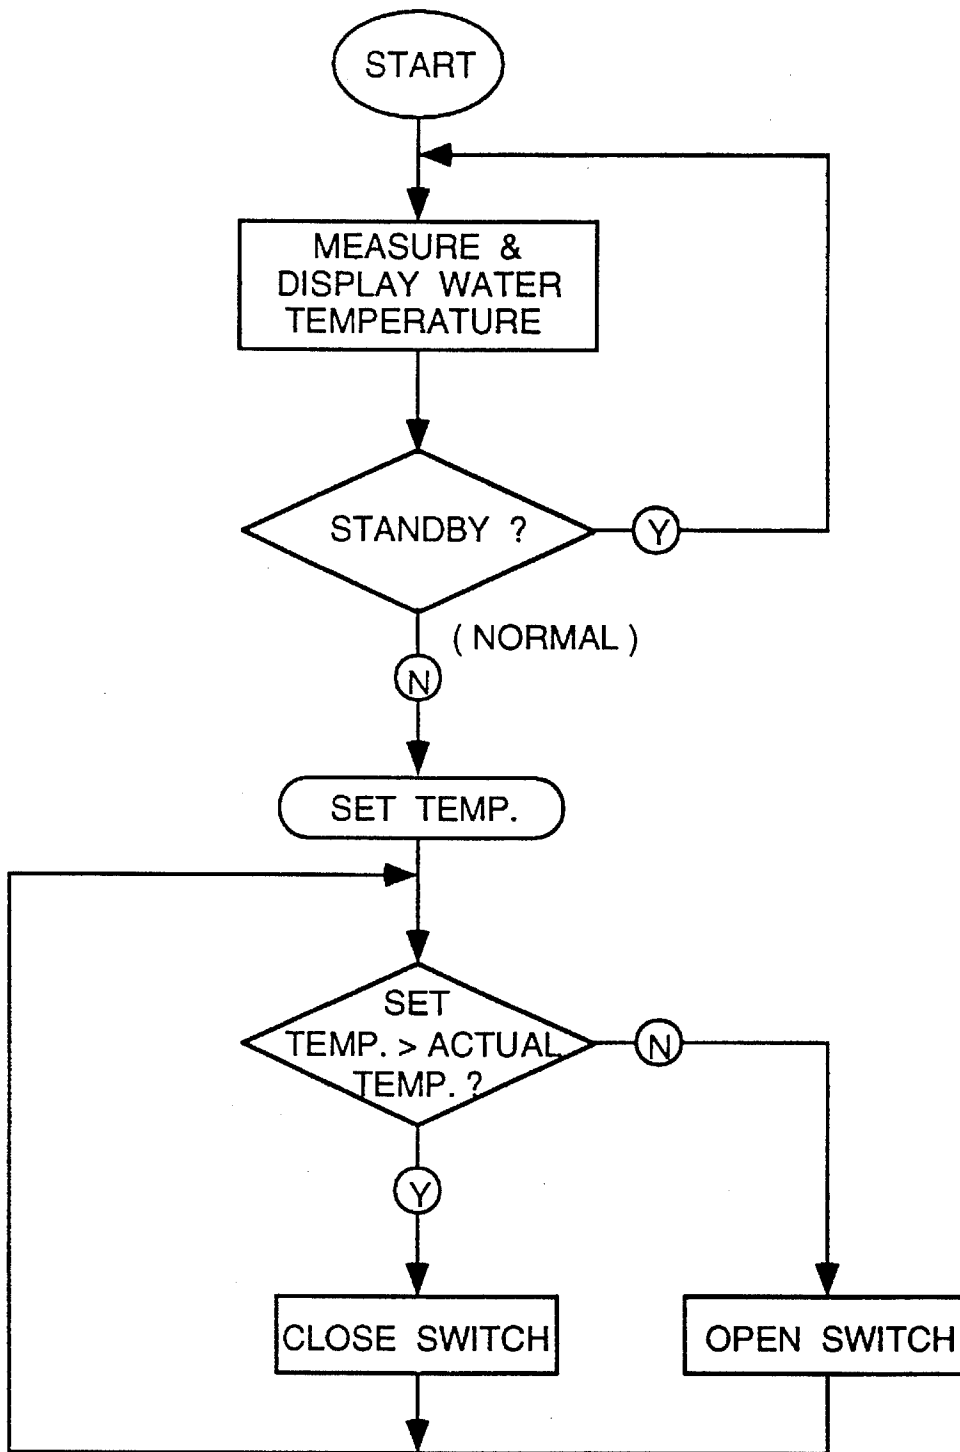 START
MEASURE &
DISPLAY WATER
TEMPERATURE
STANDBY ?
Y
( NORMAL )
N
SET TEMP.
SET
TEMP. > ACTUAL
TEMP. ?
N
Y
CLOSE SWITCH
OPEN SWITCH